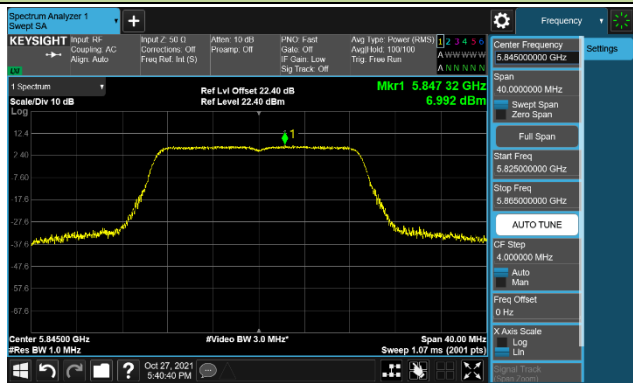 Spectrum Analyzer 1
Swept SA
Frequency
KEYSIGHT
Input: RF
Coupling: AC
Align: Auto
Input Z: 50 Ω
Corrections: Off
Freq Ref: Int (S)
Atten: 10 dB
Preamp: Off
PNO: Fast
Gate: Off
IF Gain: Low
Sig Track: Off
Avg Type: Power (RMS)
Avg|Hold: 100/100
Trig: Free Run
1 2 3 4 5 6
A W W W W W
A N N N N N
LV
1 Spectrum
Scale/Div 10 dB
Log
Ref Lvl Offset 22.40 dB
Ref Level 22.40 dBm
Mkr1 5.847 32 GHz
6.992 dBm
1
12.4
2.40
-7.60
-17.6
-27.6
-37.6
-47.6
-57.6
-67.6
Center 5.84500 GHz
#Res BW 1.0 MHz
#Video BW 3.0 MHz*
Span 40.00 MHz
Sweep 1.07 ms (2001 pts)
Center Frequency
5.845000000 GHz
Span
40.0000000 MHz
Swept Span
Zero Span
Full Span
Start Freq
5.825000000 GHz
Stop Freq
5.865000000 GHz
AUTO TUNE
CF Step
4.000000 MHz
Auto
Man
Freq Offset
0 Hz
X Axis Scale
Log
Lin
Signal Track
(Span Zoom)
Settings
?
Oct 27, 2021
5:40:40 PM